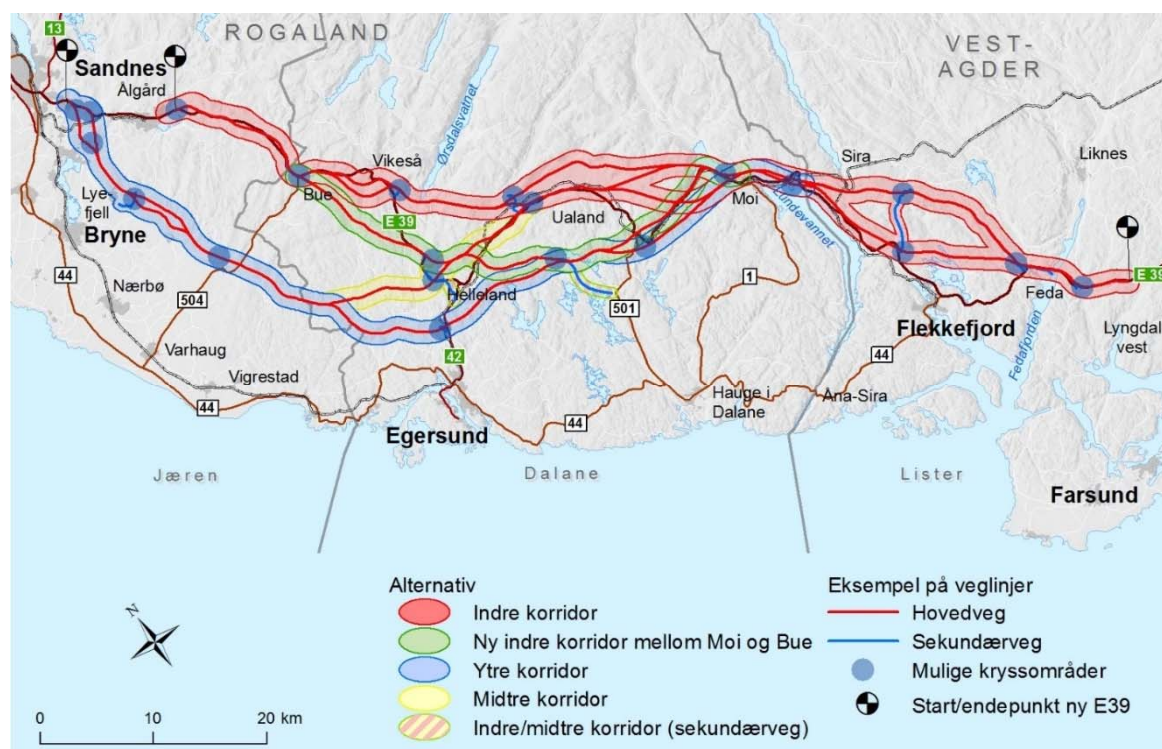 13
ROGALAND
VEST-
AGDER
Sandnes
Ålgård
Ørsdalsvatnet
Vikeså
Sira
Liknes
Bue
Lye-
fjell
Bryne
E 39
Ualand
Moi
Lundevannet
E 39
44
Nærbø
504
Helleland
501
1
Feda
Fedafjorden
Lyngdal
vest
Flekkefjord
Varhaug
42
Vigrestad
44
44
Hauge i
Dalane
Åna-Sira
44
Egersund
Jæren
Dalane
Lister
Farsund
Alternativ
Indre korridor
Ny indre korridor mellom Moi og Bue
Ytre korridor
Midtre korridor
Indre/midtre korridor (sekundærveg)
Eksempel på veglinjer
Hovedveg
Sekundærveg
Mulige kryssområder
Start/endepunkt ny E39
N
0 10 20 km